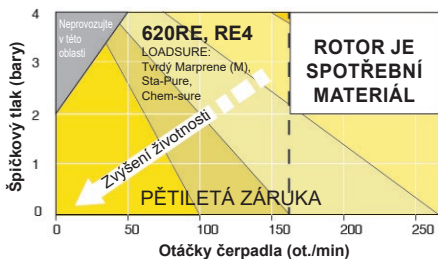 Neprovozujte
v této
oblasti
620RE, RE4
LOADSURE:
Tvrdý Marprene (M),
Sta-Pure,
Chem-sure
ROTOR JE
SPOTŘEBNÍ
MATERIÁL
Zvýšení životnosti
PĚTILETÁ ZÁRUKA
Špičkový tlak (bary)
4
3
2
1
0
0 50 100 150 200 250
Otáčky čerpadla (ot./min)